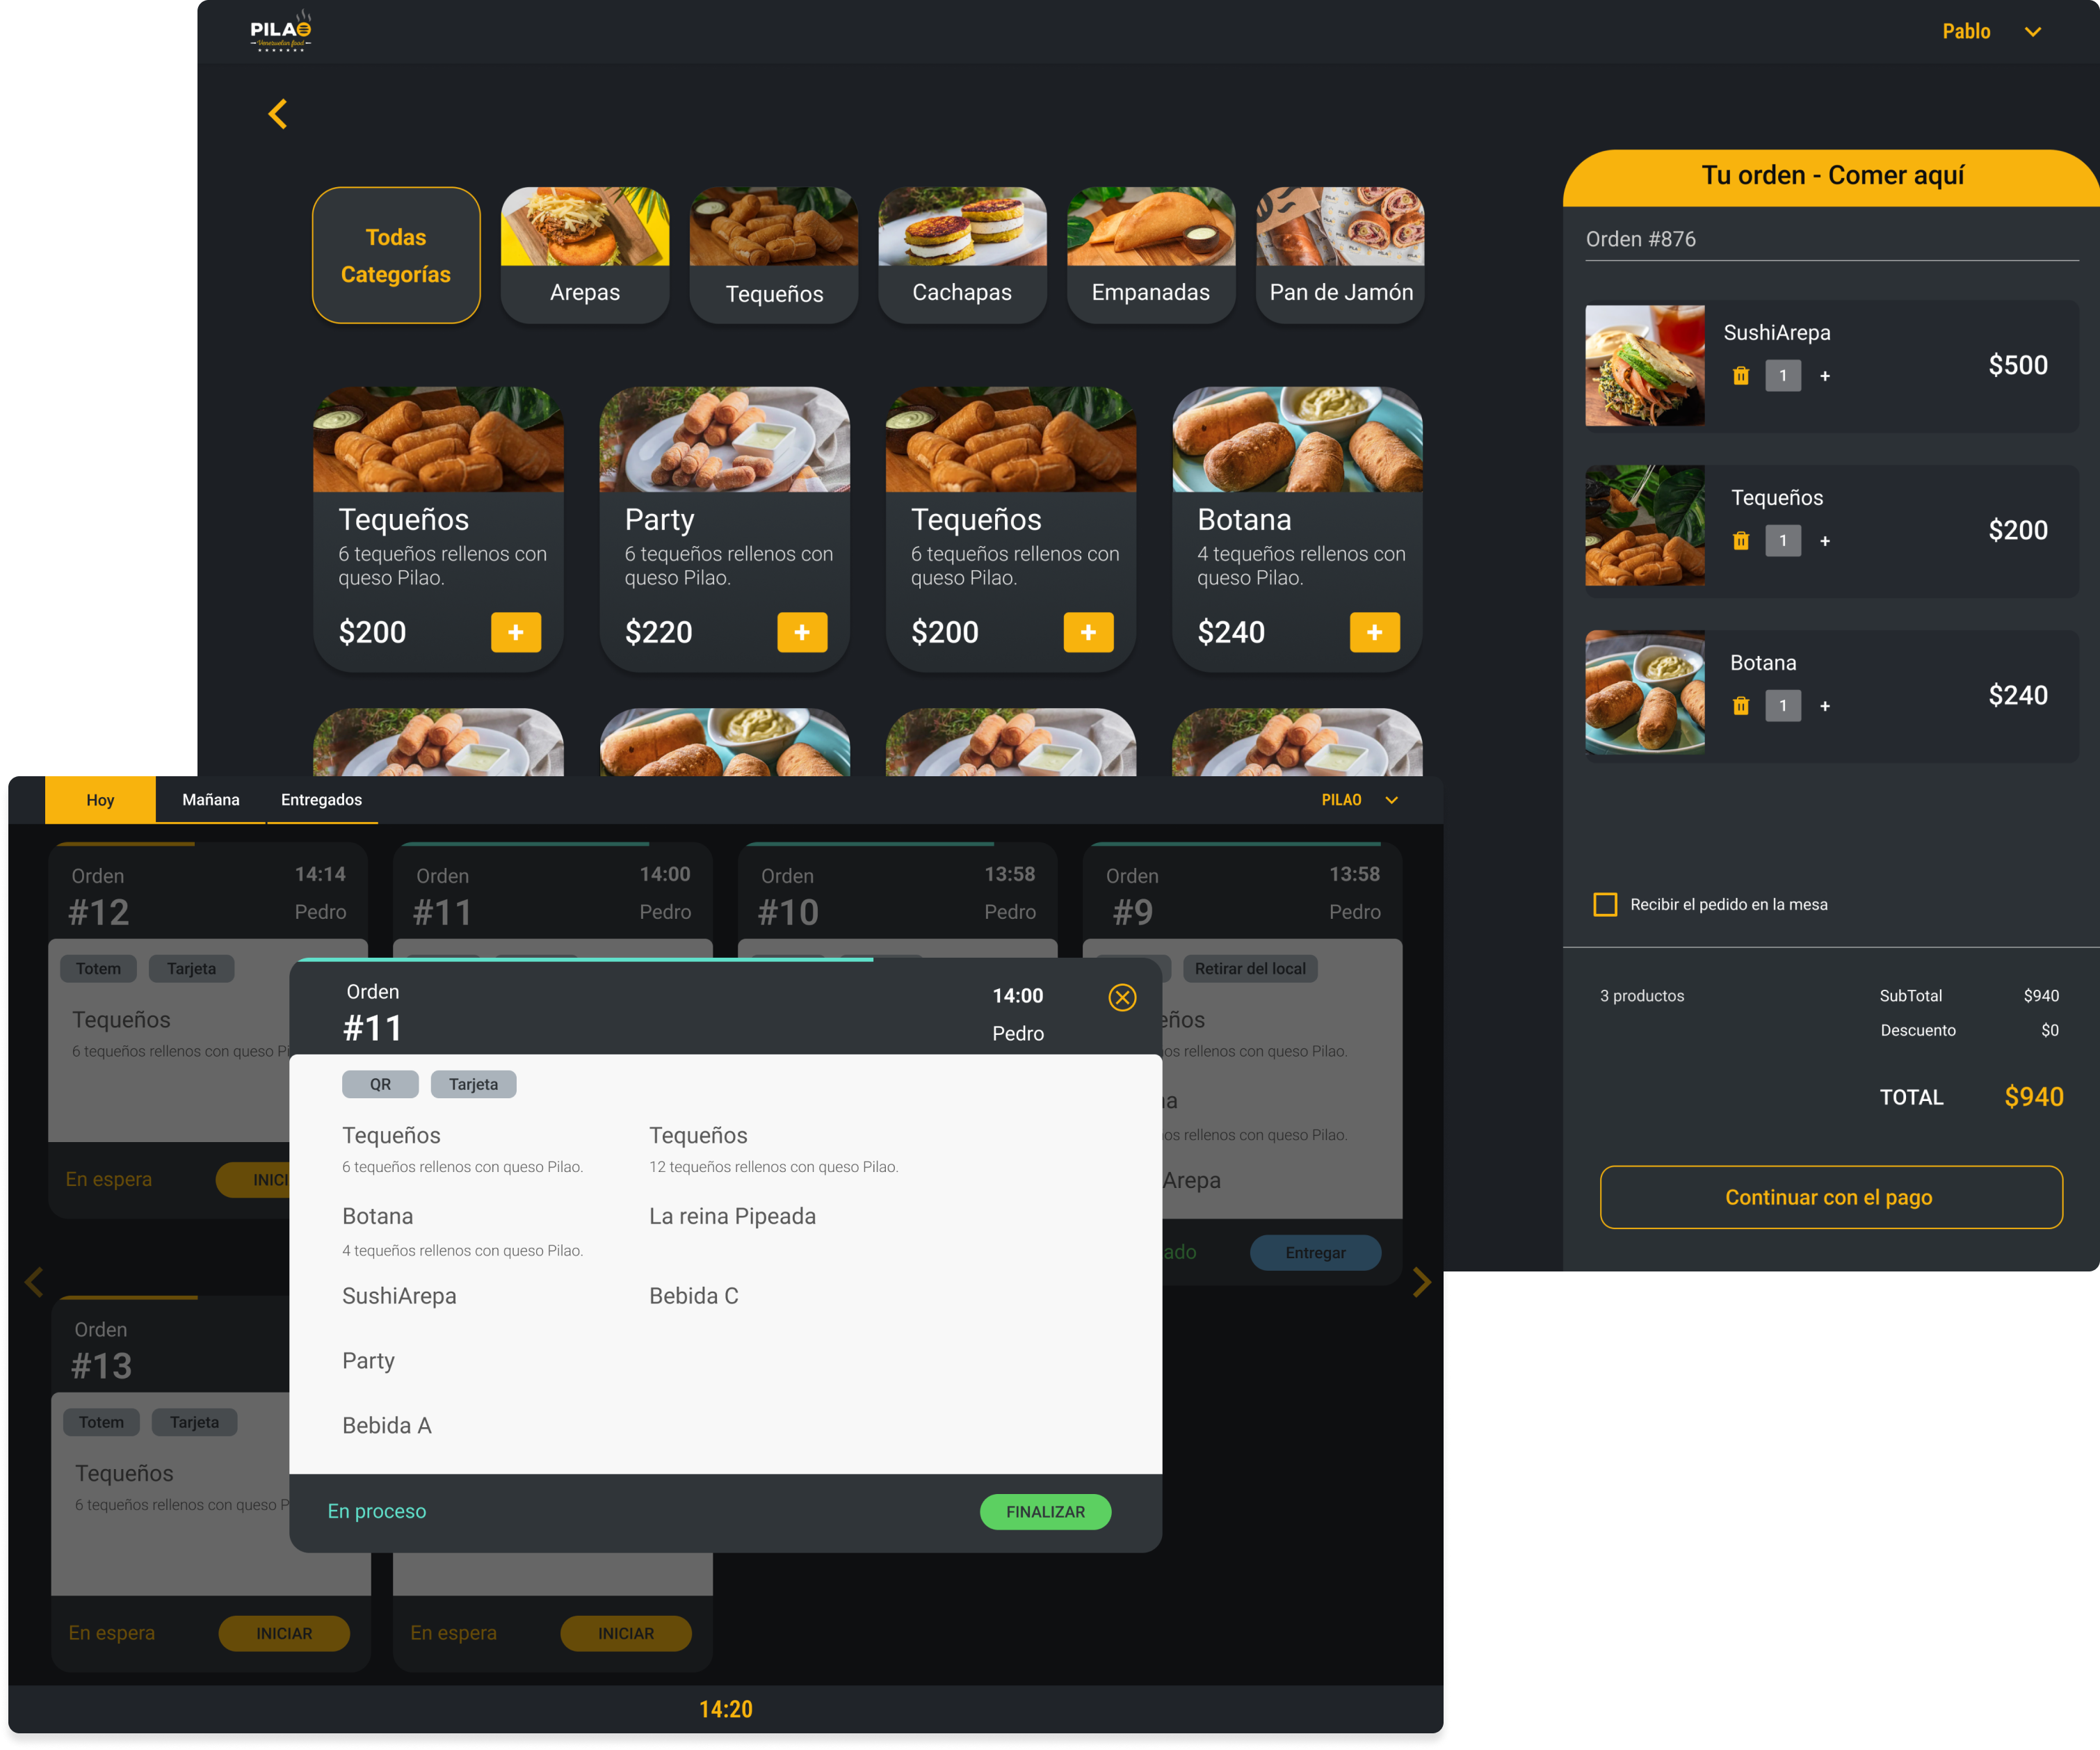 PILAO
Venezuelan food
Pablo
Todas
Categorías
Arepas
Tequeños
Cachapas
Empanadas
Pan de Jamón
Tequeños
6 tequeños rellenos con
queso Pilao.
$200
+
Party
6 tequeños rellenos con
queso Pilao.
$220
+
Tequeños
6 tequeños rellenos con
queso Pilao.
$200
+
Botana
4 tequeños rellenos con
queso Pilao.
$240
+
Tu orden - Comer aquí
Orden #876
SushiArepa
1 +
$500
Tequeños
1 +
$200
Botana
1 +
$240
Recibir el pedido en la mesa
3 productos
SubTotal $940
Descuento $0
TOTAL $940
Continuar con el pago
Hoy
Mañana
Entregados
PILAO
Orden 14:14
#12 Pedro
Totem Tarjeta
Tequeños
6 tequeños rellenos con queso Pi
En espera
INICI
Orden 14:00
#11 Pedro
Orden 13:58
#10 Pedro
Orden 13:58
#9 Pedro
Retirar del local
eños
os rellenos con queso Pilao.
na
os rellenos con queso Pilao.
Arepa
ado
Entregar
Orden 14:00
#11 Pedro
QR Tarjeta
Tequeños
6 tequeños rellenos con queso Pilao.
Botana
4 tequeños rellenos con queso Pilao.
SushiArepa
Party
Bebida A
Tequeños
12 tequeños rellenos con queso Pilao.
La reina Pipeada
Bebida C
En proceso
FINALIZAR
Orden
#13
Totem Tarjeta
Tequeños
6 tequeños rellenos con queso P
En espera
INICIAR
En espera
INICIAR
14:20